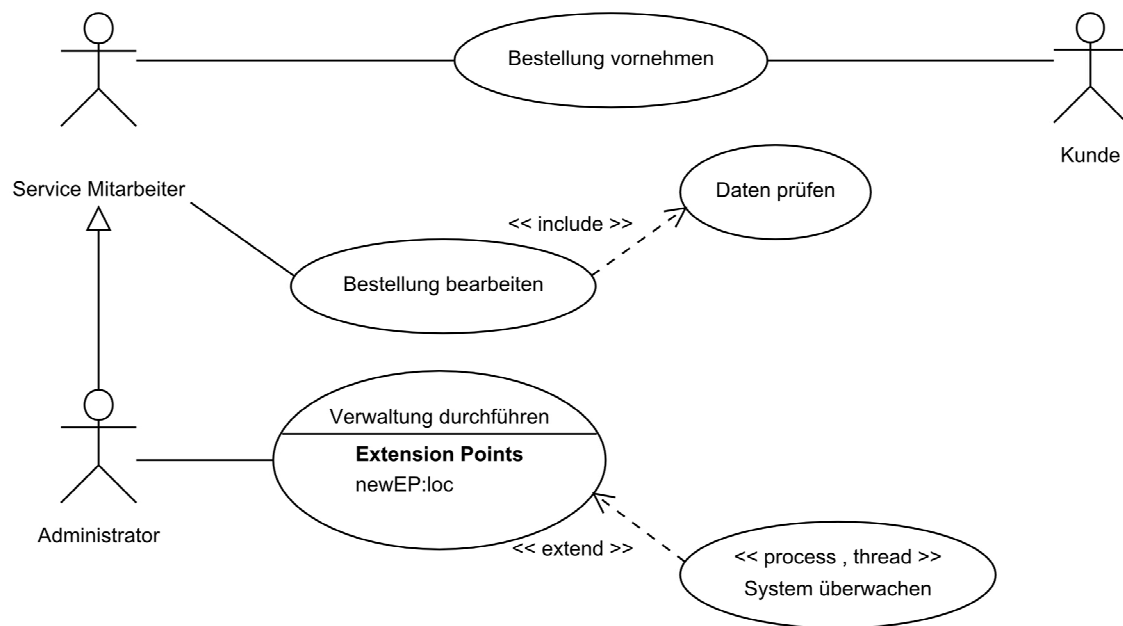 Bestellung vornehmen
Kunde
Service Mitarbeiter
Daten prüfen
<< include >>
Bestellung bearbeiten
Verwaltung durchführen
Extension Points
newEP:loc
Administrator
<< extend >>
<< process , thread >>
System überwachen